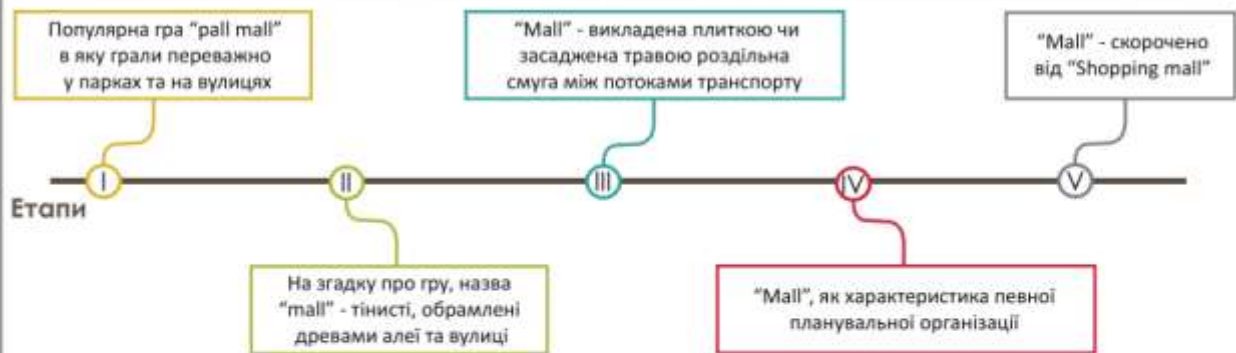 Популярна гра “pall mall”
в яку грали переважно
у парках та на вулицях
“Mall” - викладена плиткою чи
засаджена травою роздільна
смуга між потоками транспорту
“Mall” - скорочено
від “Shopping mall”
I
II
III
IV
V
Етапи
На згадку про гру, назва
“mall” - тінисті, обрамлені
древами алеї та вулиці
“Mall”, як характеристика певної
планувальної організації